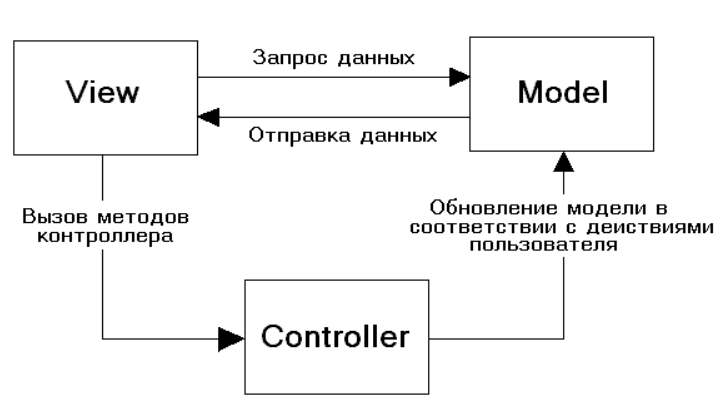 Запрос данных
View
Model
Отправка данных
Вызов методов
контроллера
Обновление модели в
соответствии с деиствиями
пользователя
Controller